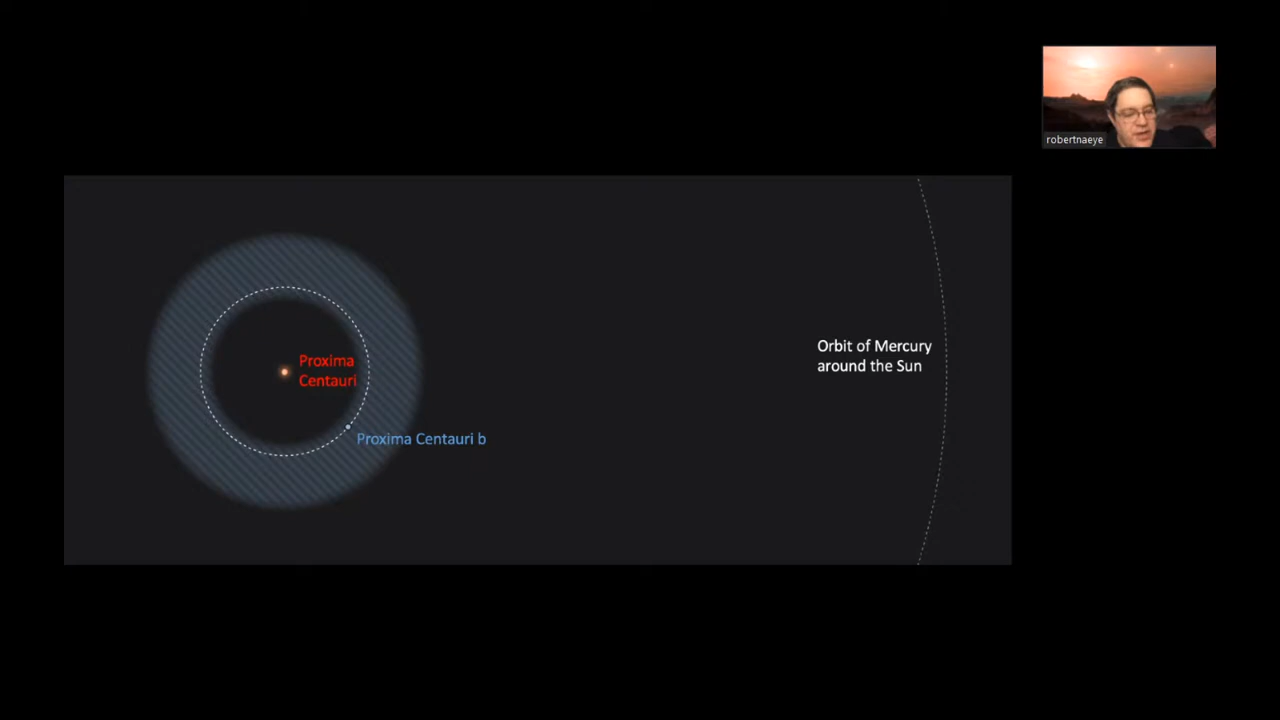 robertnaeye
Orbit of Mercury
around the Sun
Proxima
Centauri
Proxima Centauri b